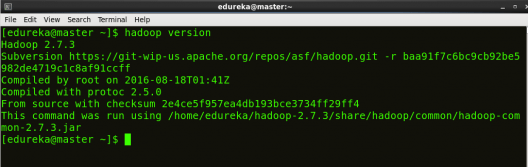 edureka@master:~
File Edit View Search Terminal Help
[edureka@master ~]$ hadoop version
Hadoop 2.7.3
Subversion https://git-wip-us.apache.org/repos/asf/hadoop.git -r baa91f7c6bc9cb92be5
982de4719c1c8af91ccff
Compiled by root on 2016-08-18T01:41Z
Compiled with protoc 2.5.0
From source with checksum 2e4ce5f957ea4db193bce3734ff29ff4
This command was run using /home/edureka/hadoop-2.7.3/share/hadoop/common/hadoop-com
mon-2.7.3.jar
[edureka@master ~]$